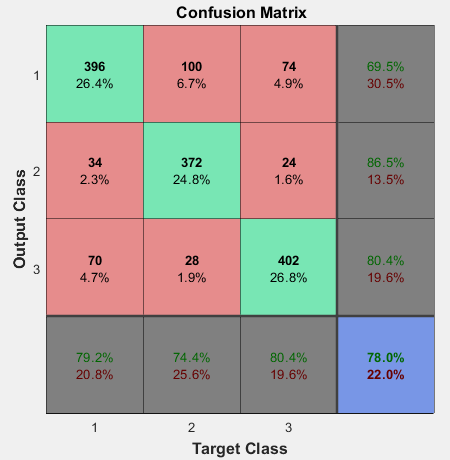 Confusion Matrix
Output Class
1
396 100 74 69.5%
26.4% 6.7% 4.9% 30.5%
2
34 372 24 86.5%
2.3% 24.8% 1.6% 13.5%
3
70 28 402 80.4%
4.7% 1.9% 26.8% 19.6%
79.2% 74.4% 80.4% 78.0%
20.8% 25.6% 19.6% 22.0%
1 2 3
Target Class